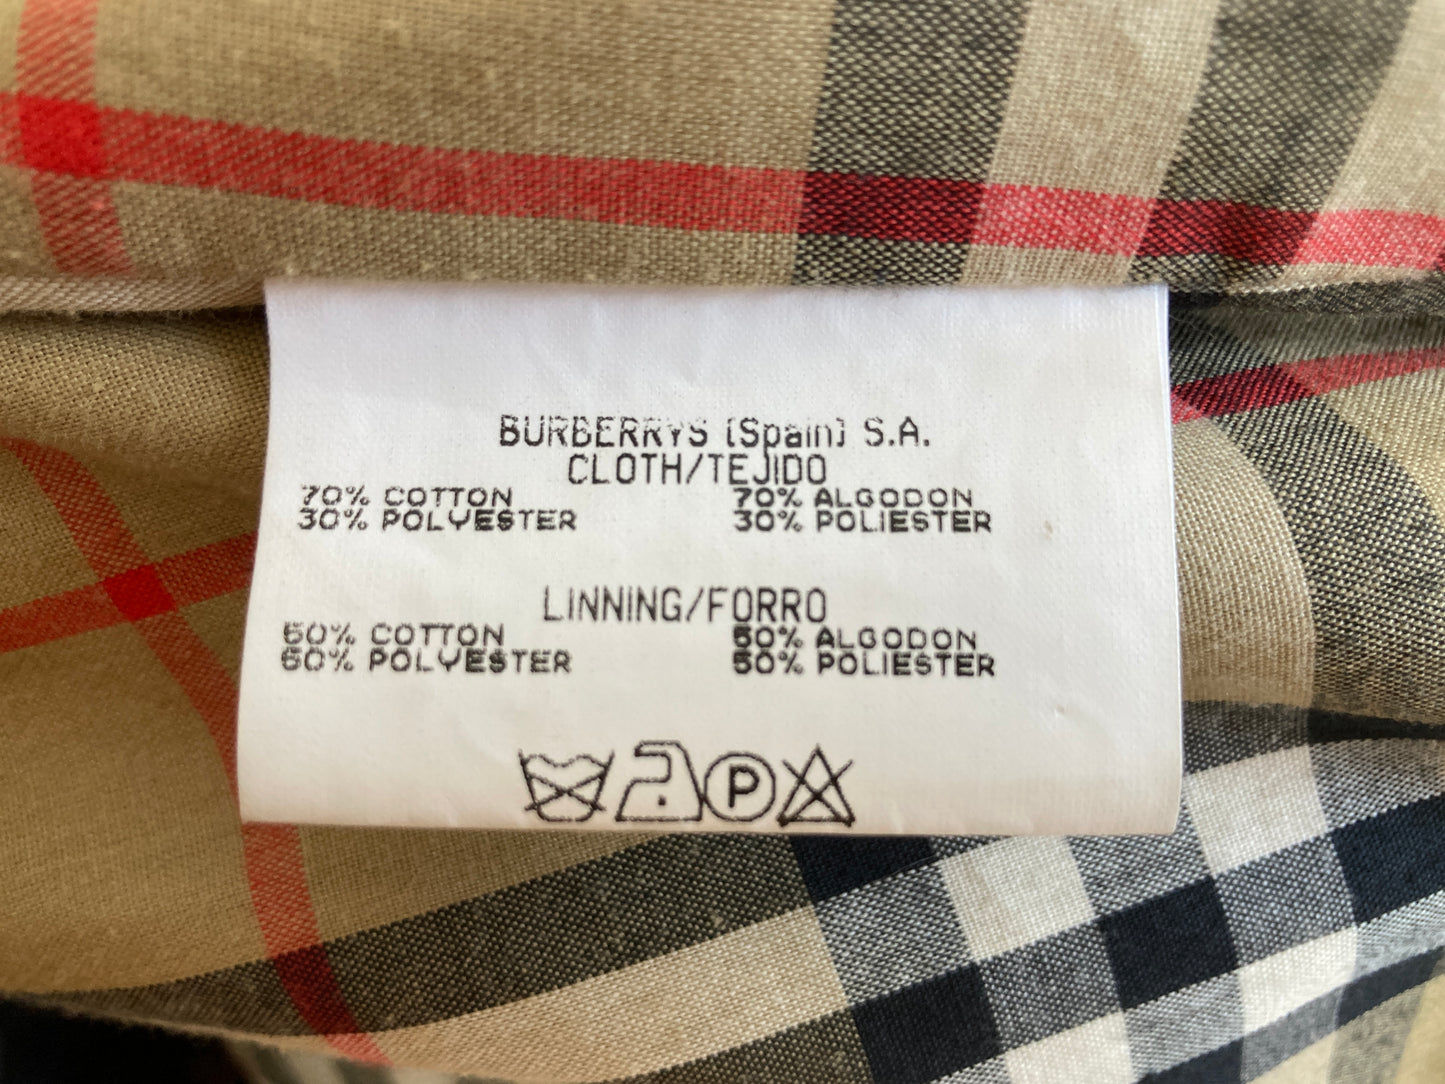 BURBERRYS (Spain) S.A.
CLOTH/TEJIDO
70% COTTON 70% ALGODON
30% POLYESTER 30% POLIESTER
LINNING/FORRO
50% COTTON 50% ALGODON
50% POLYESTER 50% POLIESTER
P